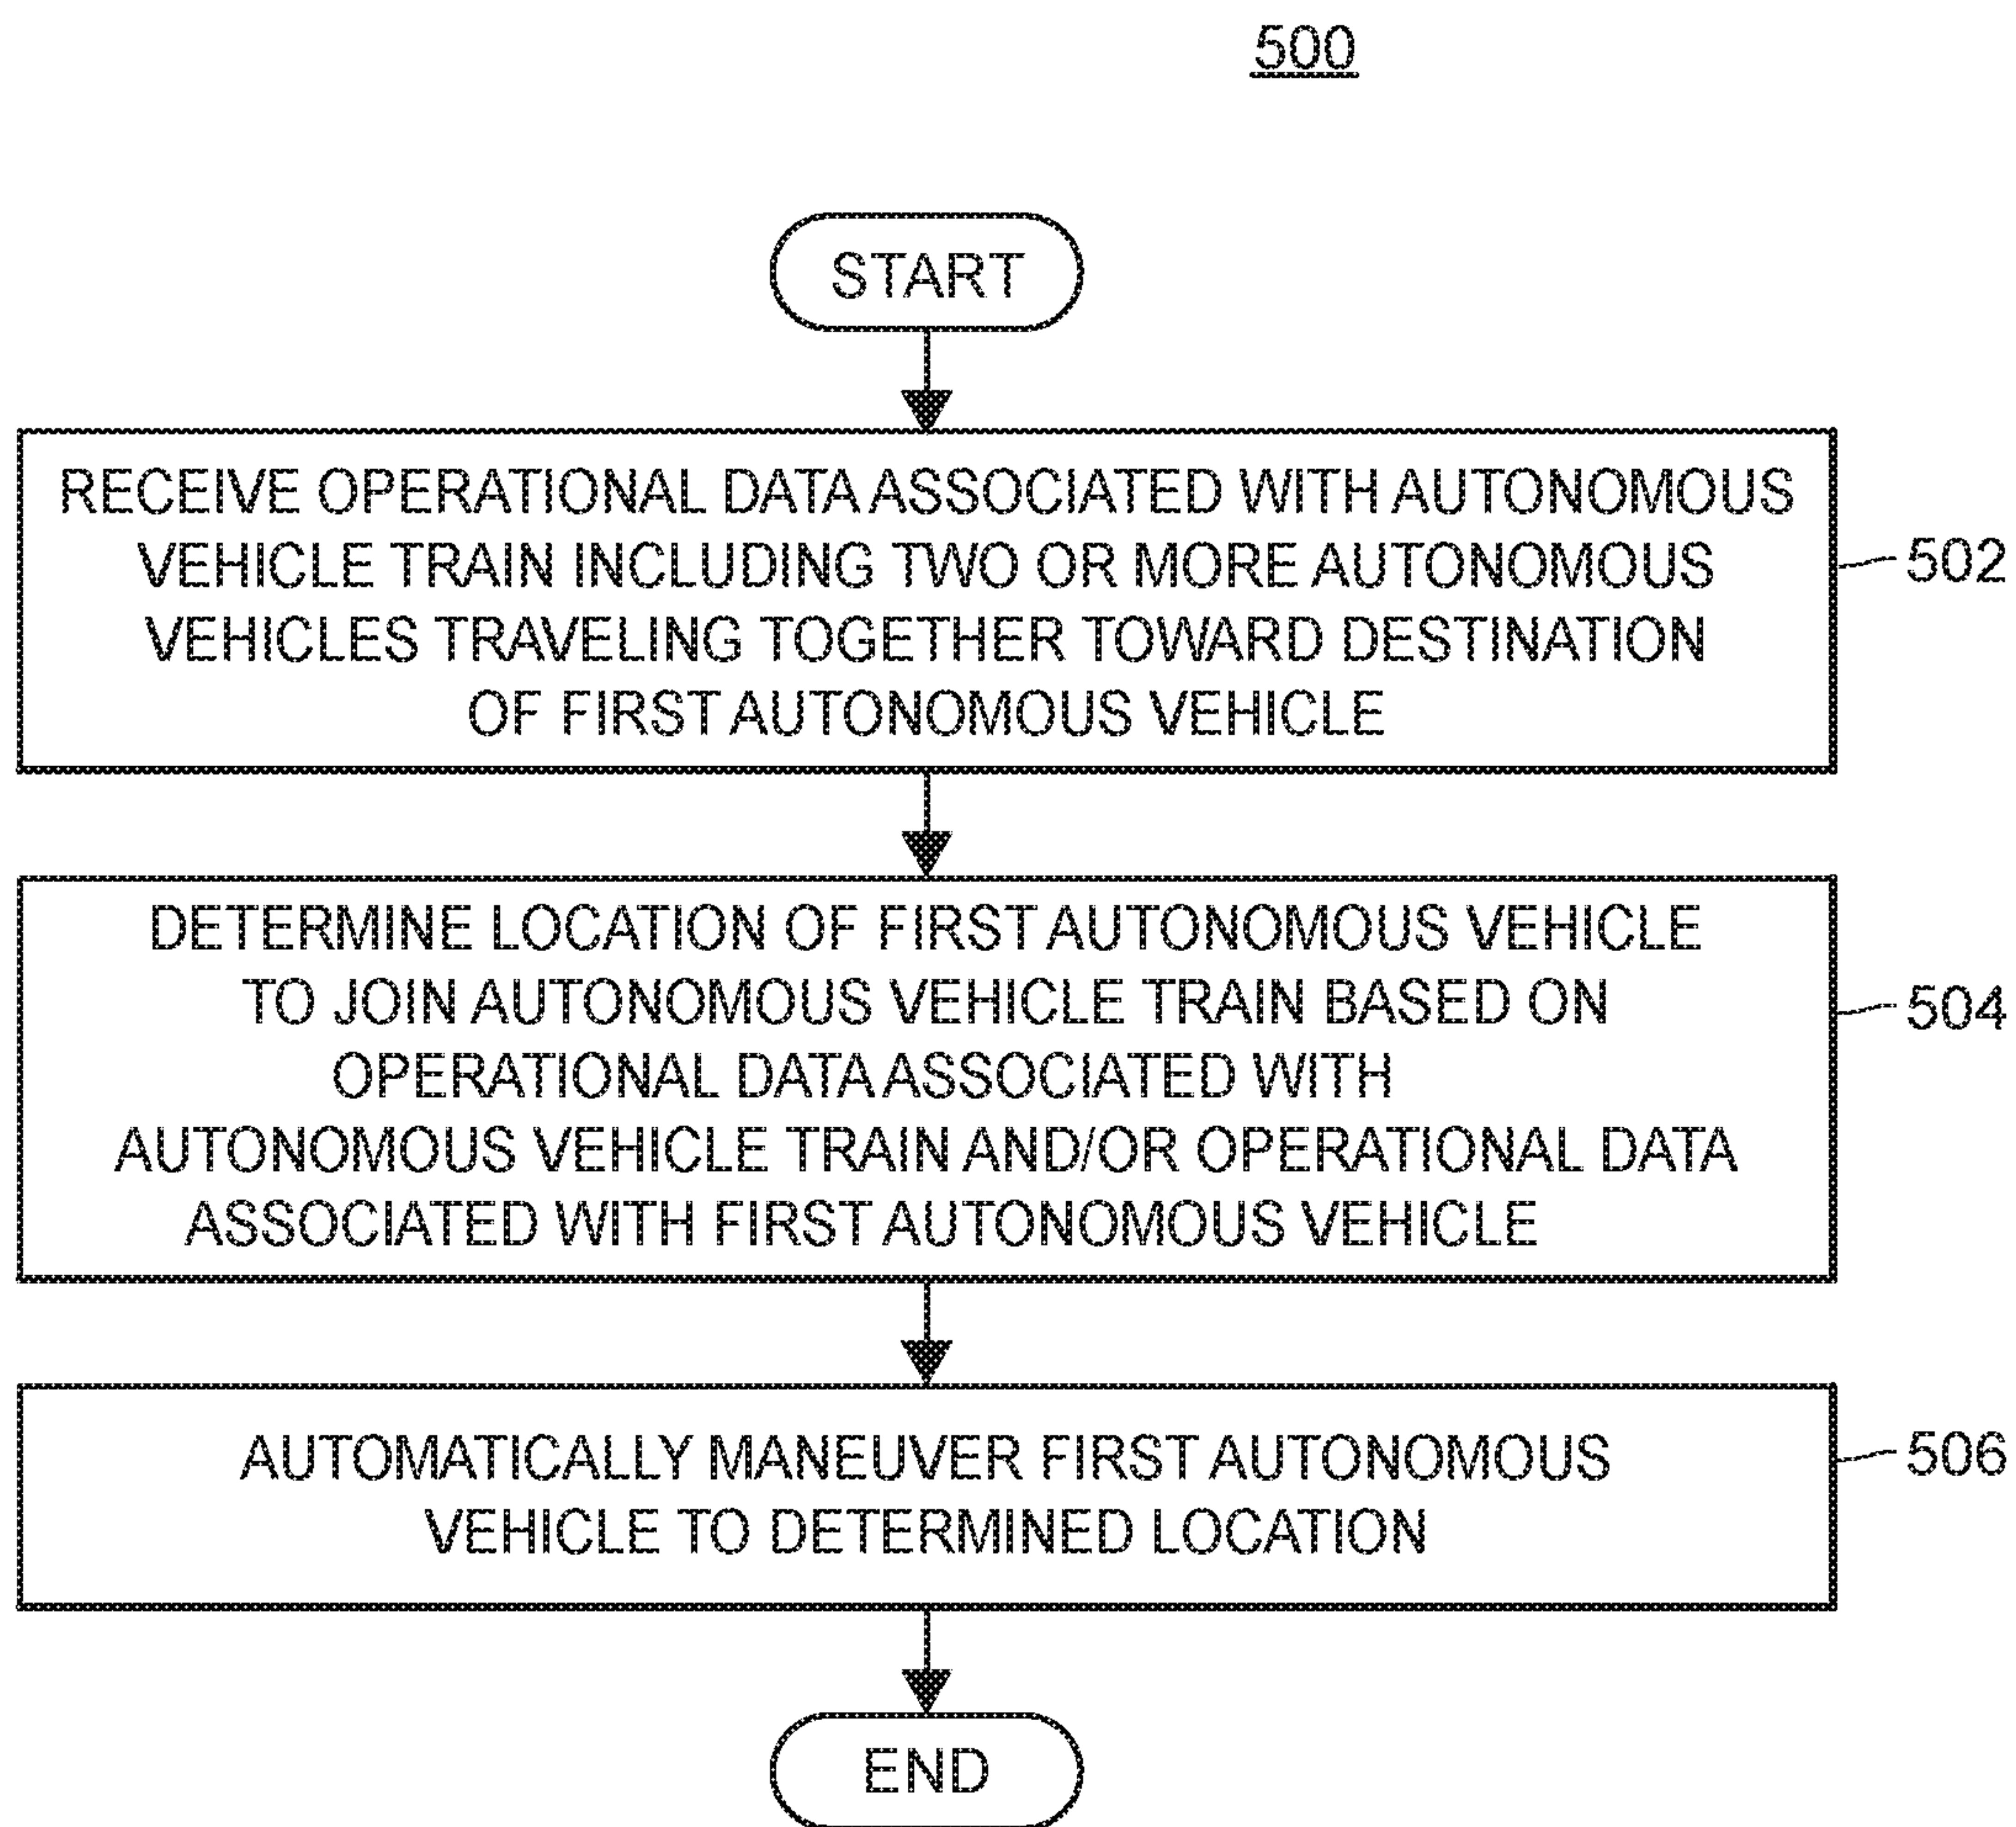 500
START
RECEIVE OPERATIONAL DATA ASSOCIATED WITH AUTONOMOUS
VEHICLE TRAIN INCLUDING TWO OR MORE AUTONOMOUS
VEHICLES TRAVELING TOGETHER TOWARD DESTINATION
OF FIRST AUTONOMOUS VEHICLE
502
DETERMINE LOCATION OF FIRST AUTONOMOUS VEHICLE
TO JOIN AUTONOMOUS VEHICLE TRAIN BASED ON
OPERATIONAL DATA ASSOCIATED WITH
AUTONOMOUS VEHICLE TRAIN AND/OR OPERATIONAL DATA
ASSOCIATED WITH FIRST AUTONOMOUS VEHICLE
504
AUTOMATICALLY MANEUVER FIRST AUTONOMOUS
VEHICLE TO DETERMINED LOCATION
506
END